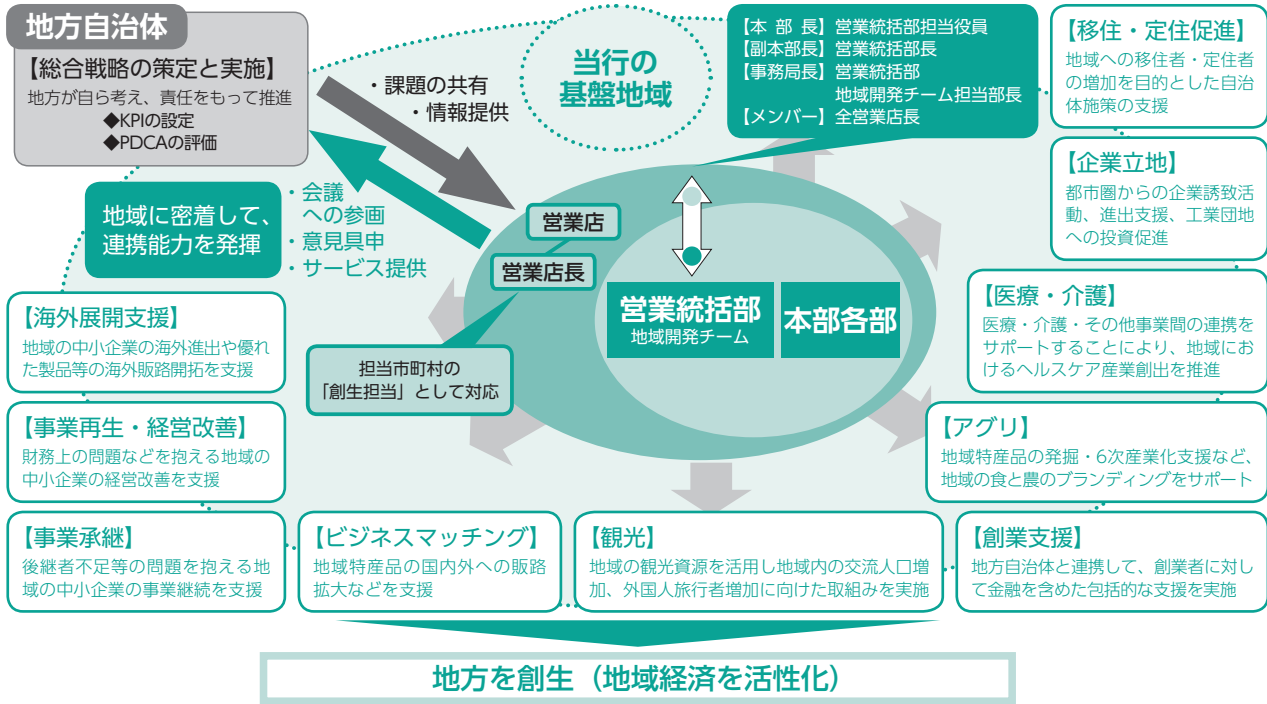 地方自治体
【総合戦略の策定と実施】
地方が自ら考え、責任をもって推進
◆KPIの設定
◆PDCAの評価
・課題の共有
・情報提供
当行の
基盤地域
【本 部 長】営業統括部担当役員
【副本部長】営業統括部長
【事務局長】営業統括部
地域開発チーム担当部長
【メンバー】全営業店長
地域に密着して、
連携能力を発揮
・会議
への参画
・意見具申
・サービス提供
営業店
営業店長
担当市町村の
「創生担当」として対応
営業統括部
地域開発チーム
本部各部
【移住・定住促進】
地域への移住者・定住者
の増加を目的とした自治
体施策の支援
【企業立地】
都市圏からの企業誘致活
動、進出支援、工業団地
への投資促進
【医療・介護】
医療・介護・その他事業間の連携を
サポートすることにより、地域にお
けるヘルスケア産業創出を推進
【アグリ】
地域特産品の発掘・6次産業化支援など、
地域の食と農のブランディングをサポート
【海外展開支援】
地域の中小企業の海外進出や優れ
た製品等の海外販路開拓を支援
【事業再生・経営改善】
財務上の問題などを抱える地域の
中小企業の経営改善を支援
【事業承継】
後継者不足等の問題を抱える地
域の中小企業の事業継続を支援
【ビジネスマッチング】
地域特産品の国内外への販路
拡大などを支援
【観光】
地域の観光資源を活用し地域内の交流人口増
加、外国人旅行者増加に向けた取組みを実施
【創業支援】
地方自治体と連携して、創業者に対し
て金融を含めた包括的な支援を実施
地方を創生（地域経済を活性化）